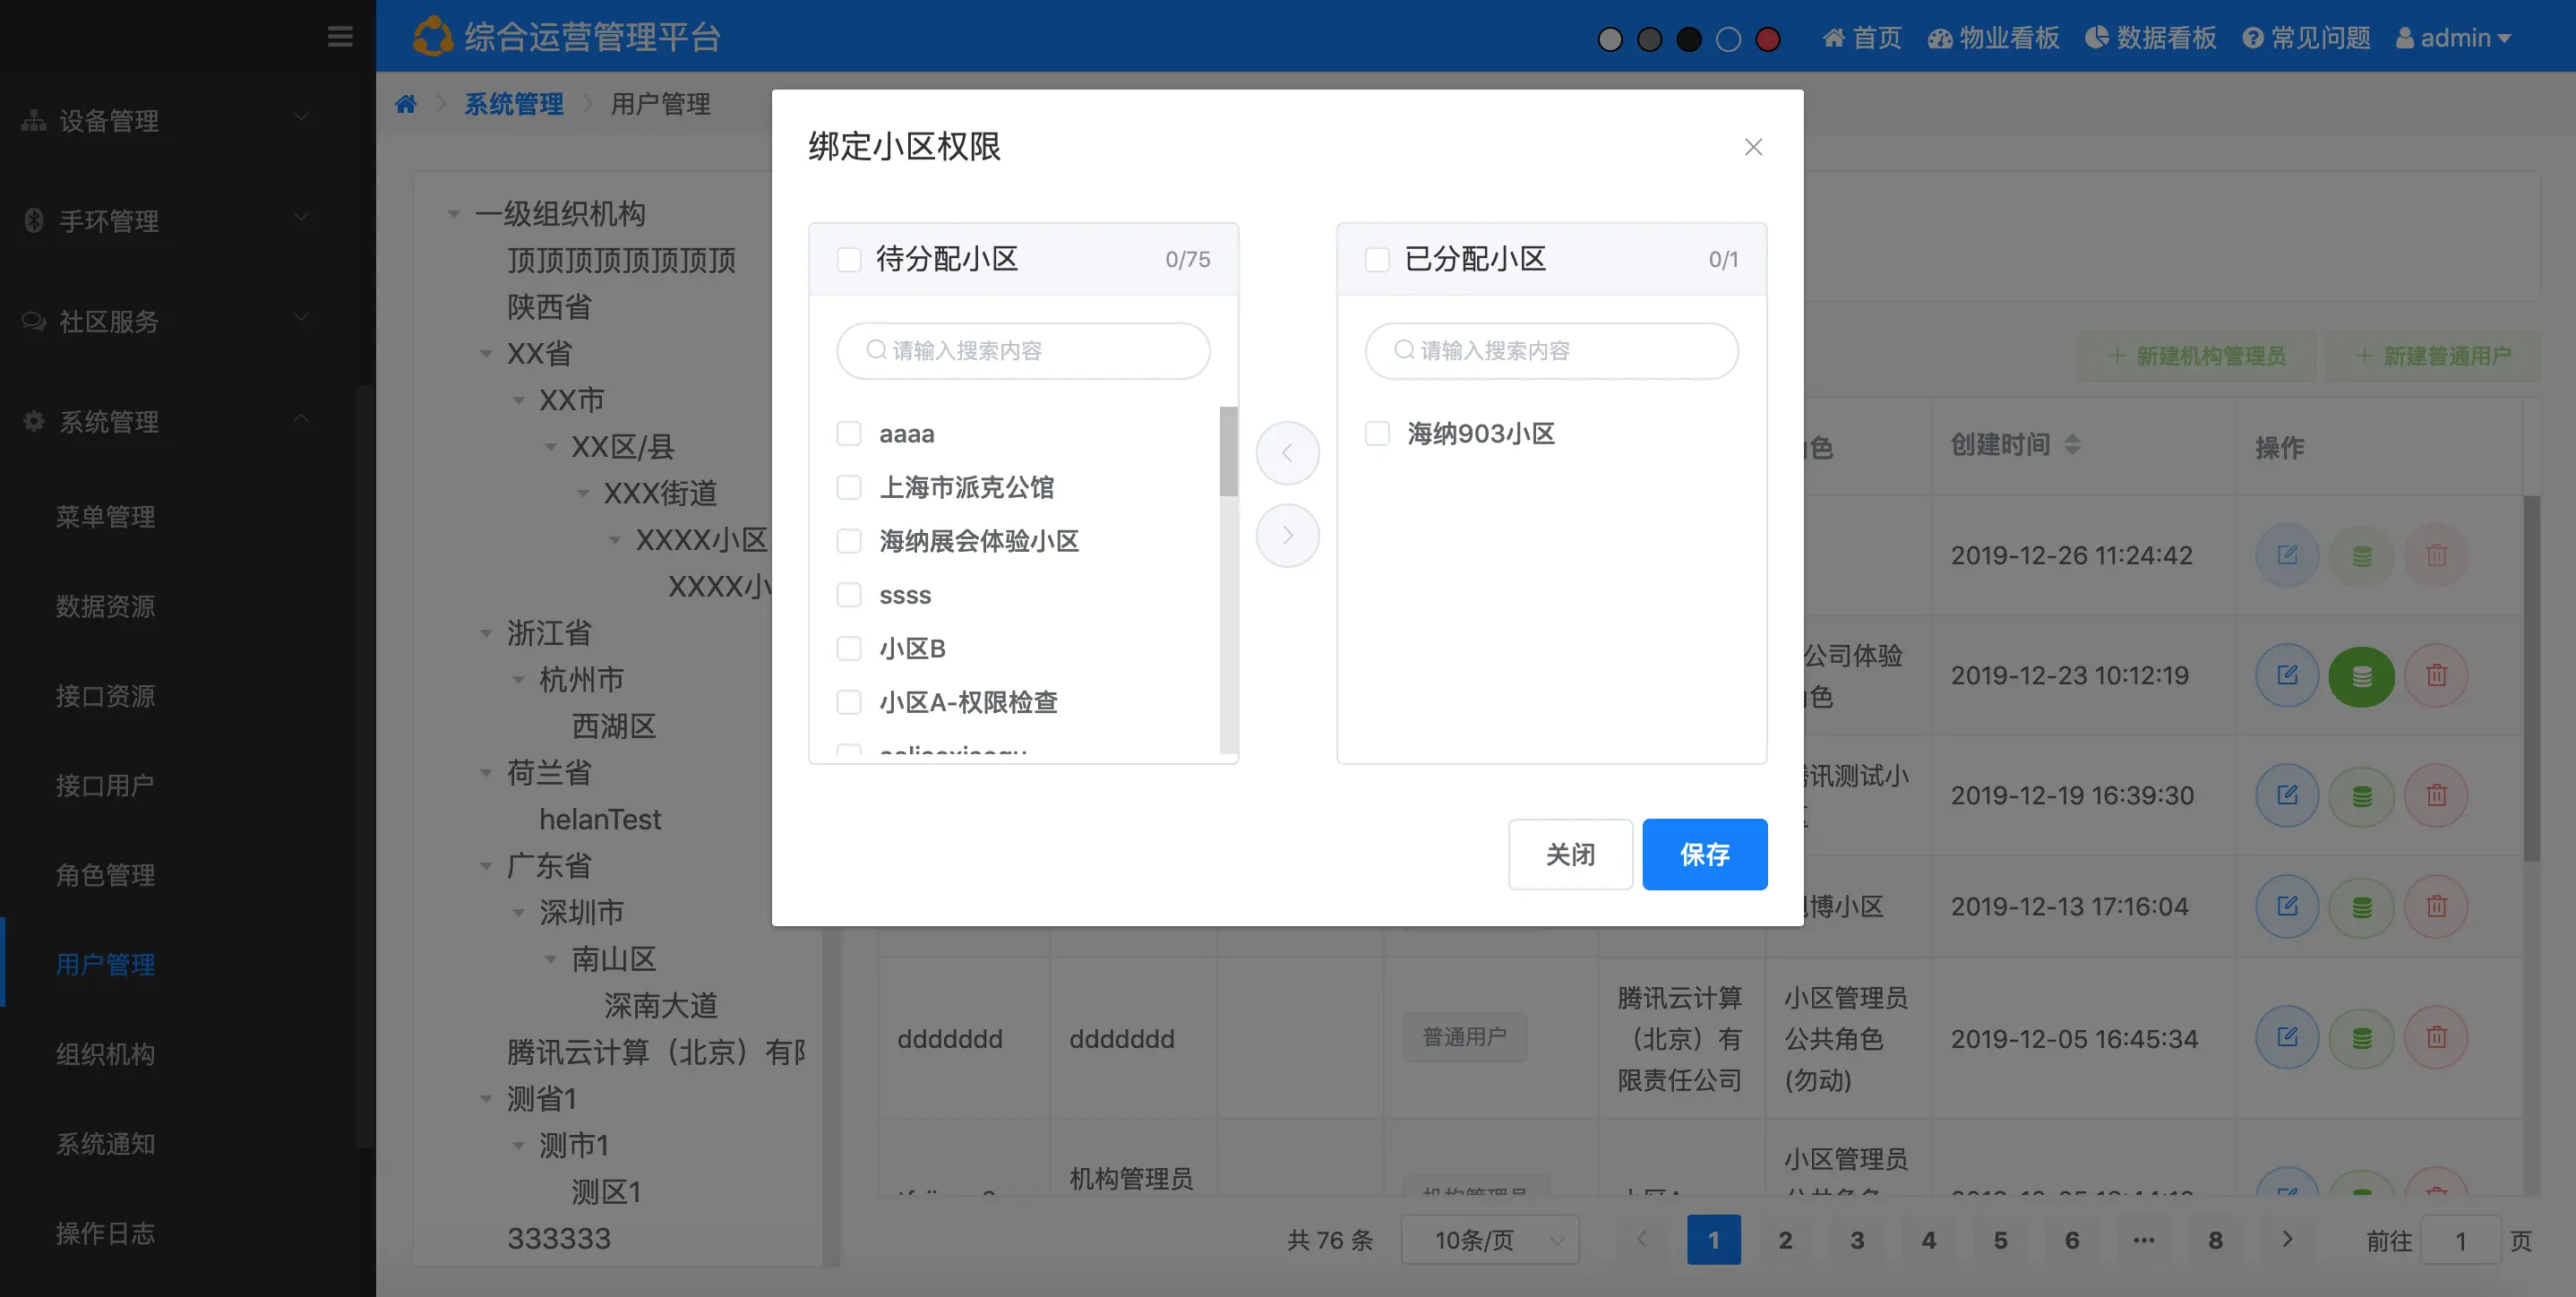 综合运营管理平台
首页
物业看板
数据看板
常见问题
admin
设备管理
手环管理
社区服务
系统管理
菜单管理
数据资源
接口资源
接口用户
角色管理
用户管理
组织机构
系统通知
操作日志
系统管理
用户管理
一级组织机构
顶顶顶顶顶顶顶顶
陕西省
XX省
XX市
XX区/县
XXX街道
XXXX小区
XXXX小
浙江省
杭州市
西湖区
荷兰省
helanTest
广东省
深圳市
南山区
深南大道
腾讯云计算（北京）有
测省1
测市1
测区1
333333
绑定小区权限
待分配小区 0/75
请输入搜索内容
aaaa
上海市派克公馆
海纳展会体验小区
ssss
小区B
小区A-权限检查
已分配小区 0/1
请输入搜索内容
海纳903小区
关闭
保存
新建机构管理员
新建普通用户
色 创建时间 操作
2019-12-26 11:24:42
公司体验
色
2019-12-23 10:12:19
讯测试小
2019-12-19 16:39:30
博小区
2019-12-13 17:16:04
ddddddd ddddddd 普通用户
腾讯云计算
（北京）有
限责任公司
小区管理员
公共角色
(勿动)
2019-12-05 16:45:34
机构管理员
小区管理员
共 76 条
10条/页
1 2 3 4 5 6 ··· 8
前往 1 页